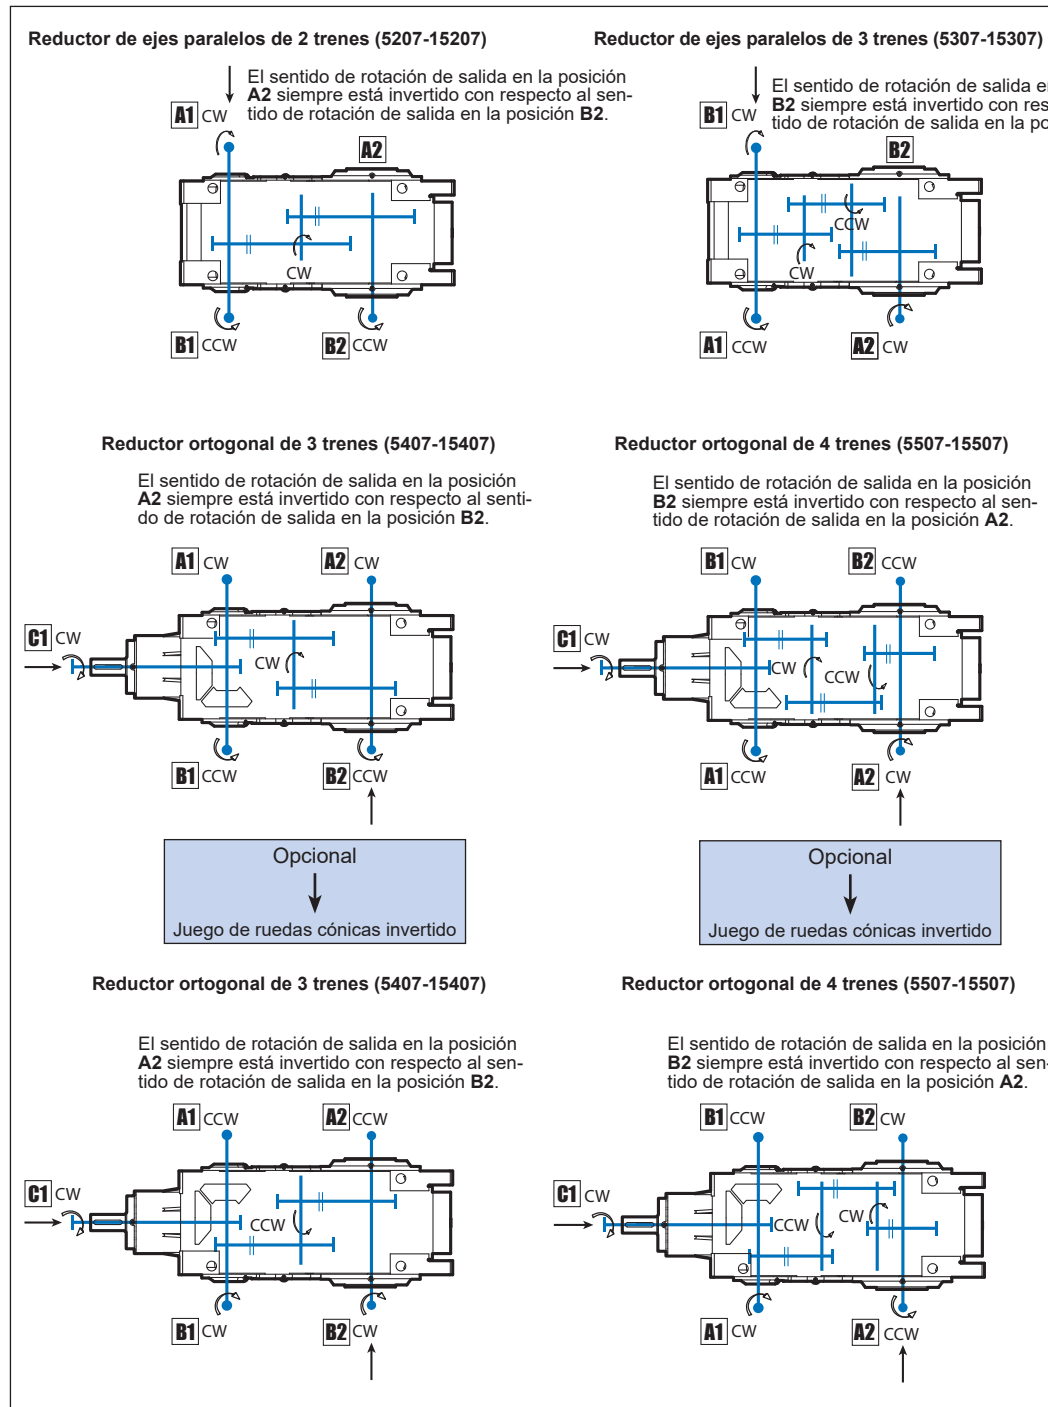 Reductor de ejes paralelos de 2 trenes (5207-15207)
El sentido de rotación de salida en la posición
A2 siempre está invertido con respecto al sen-
tido de rotación de salida en la posición B2.
A1 CW
A2
CW
B1 CCW
B2 CCW
Reductor de ejes paralelos de 3 trenes (5307-15307)
El sentido de rotación de salida e
B2 siempre está invertido con res
tido de rotación de salida en la po
B1 CW
B2
CCW
CW
A1 CCW
A2 CW
Reductor ortogonal de 3 trenes (5407-15407)
El sentido de rotación de salida en la posición
A2 siempre está invertido con respecto al senti-
do de rotación de salida en la posición B2.
A1 CW
A2 CW
C1 CW
CW
B1 CCW
B2 CCW
Opcional
Juego de ruedas cónicas invertido
Reductor ortogonal de 4 trenes (5507-15507)
El sentido de rotación de salida en la posición
B2 siempre está invertido con respecto al sen-
tido de rotación de salida en la posición A2.
B1 CW
B2 CCW
C1 CW
CW
CCW
A1 CCW
A2 CW
Opcional
Juego de ruedas cónicas invertido
Reductor ortogonal de 3 trenes (5407-15407)
El sentido de rotación de salida en la posición
A2 siempre está invertido con respecto al sen-
tido de rotación de salida en la posición B2.
A1 CCW
A2 CCW
C1 CW
CCW
B1 CW
B2 CW
Reductor ortogonal de 4 trenes (5507-15507)
El sentido de rotación de salida en la posición
B2 siempre está invertido con respecto al sen-
tido de rotación de salida en la posición A2.
B1 CCW
B2 CW
C1 CW
CCW
CW
A1 CW
A2 CCW